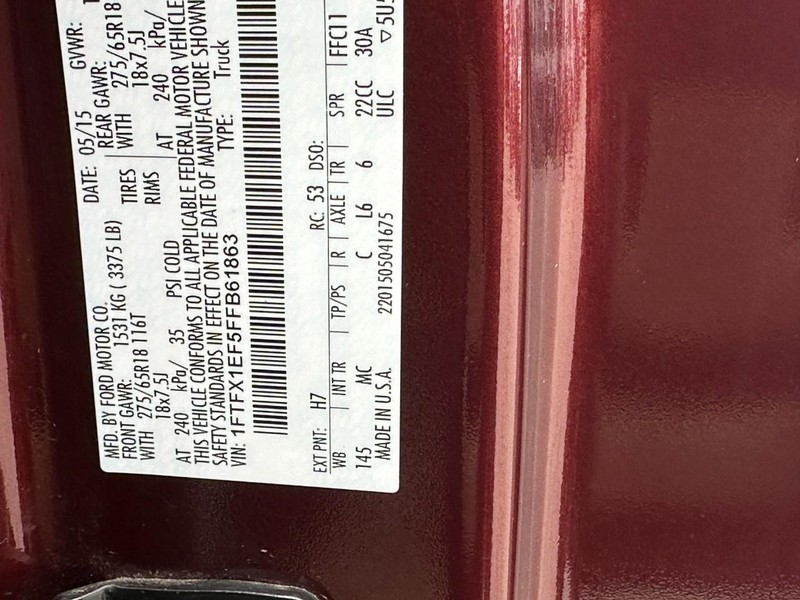 MFD. BY FORD MOTOR CO.
DATE: 05/15
GVWR:
FRONT GAWR: 1531 KG ( 3375 LB)
REAR GAWR:
WITH 275/65R18 116T
TIRES
WITH 275/65R18
18x7.5J
RIMS
18x7.5J
AT 240 kPa/ 35 PSI COLD
AT 240 kPa/
THIS VEHICLE CONFORMS TO ALL APPLICABLE FEDERAL MOTOR VEHICLE
SAFETY STANDARDS IN EFFECT ON THE DATE OF MANUFACTURE SHOWN
VIN: 1FTFX1EF5FFB61863
TYPE: Truck
EXT PNT: H7
RC: 53 DSO:
FFC11
WB INT TR TP/PS R AXLE TR SPR 30A
145 MC C L6 6 22CC
MADE IN U.S.A. 2201505041675 ULC ▽5U5